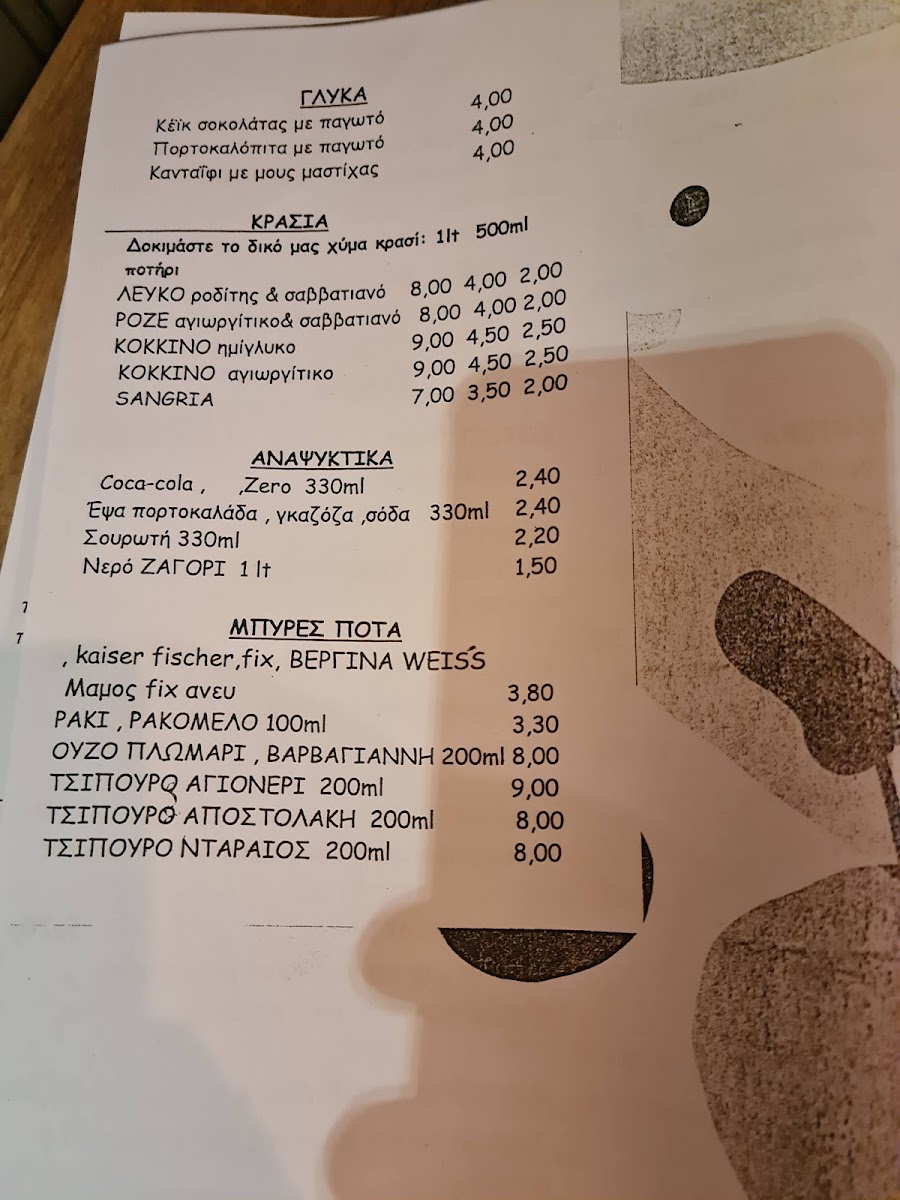 ΓΛΥΚΑ
Κέϊκ σοκολάτας με παγωτό 4,00
Πορτοκαλόπιτα με παγωτό 4,00
Κανταΐφι με μους μαστίχας 4,00
ΚΡΑΣΙΑ
Δοκιμάστε το δικό μας χύμα κρασί: 1lt 500ml
ποτήρι
ΛΕΥΚΟ ροδίτης & σαββατιανό 8,00 4,00 2,00
ΡΟΖΕ αγιωργίτικο& σαββατιανό 8,00 4,00 2,00
ΚΟΚΚΙΝΟ ημίγλυκο 9,00 4,50 2,50
ΚΟΚΚΙΝΟ αγιωργίτικο 9,00 4,50 2,50
SANGRIA 7,00 3,50 2,00
ΑΝΑΨΥΚΤΙΚΑ
Coca-cola , ,Zero 330ml 2,40
Έψα πορτοκαλάδα , γκαζόζα ,σόδα 330ml 2,40
Σουρωτή 330ml 2,20
Νερό ΖΑΓΟΡΙ 1 lt 1,50
ΜΠΥΡΕΣ ΠΟΤΑ
, kaiser fischer,fix, ΒΕΡΓΙΝΑ WEISS
Μαμος fix ανευ 3,80
ΡΑΚΙ , ΡΑΚΟΜΕΛΟ 100ml 3,30
ΟΥΖΟ ΠΛΩΜΑΡΙ , ΒΑΡΒΑΓΙΑΝΝΗ 200ml 8,00
ΤΣΙΠΟΥΡΟ ΑΓΙΟΝΕΡΙ 200ml 9,00
ΤΣΙΠΟΥΡΟ ΑΠΟΣΤΟΛΑΚΗ 200ml 8,00
ΤΣΙΠΟΥΡΟ ΝΤΑΡΑΙΟΣ 200ml 8,00